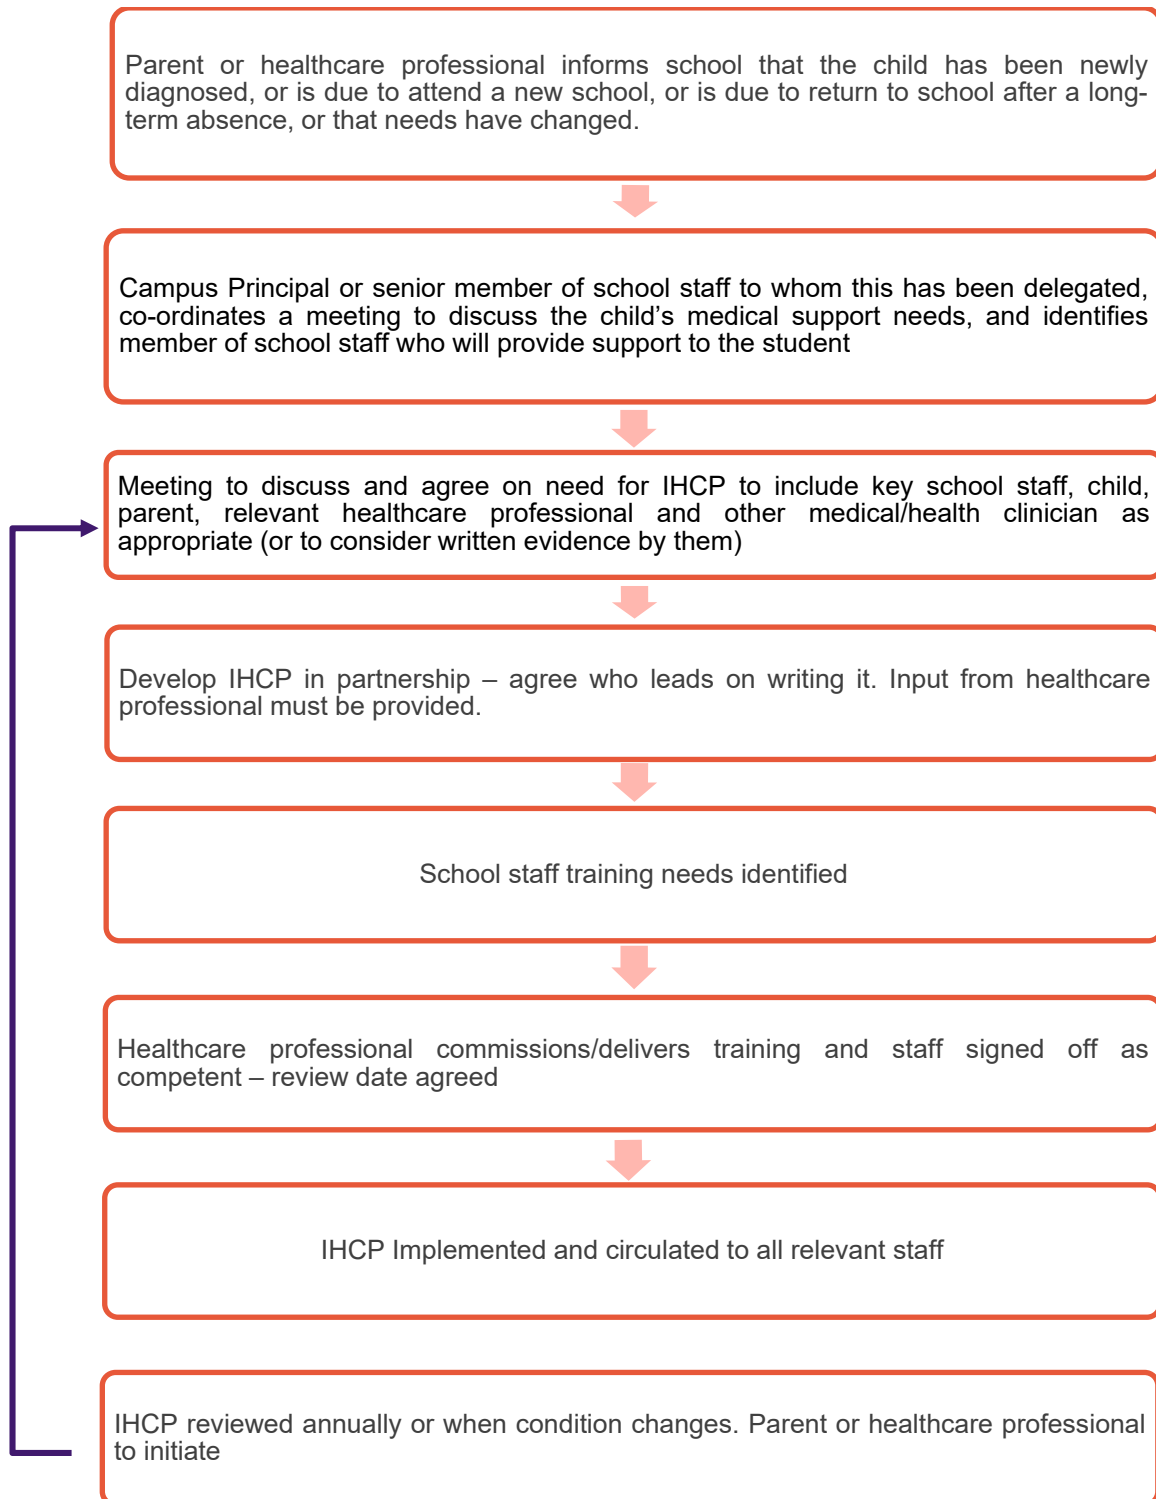 Parent or healthcare professional informs school that the child has been newly
diagnosed, or is due to attend a new school, or is due to return to school after a long-
term absence, or that needs have changed.
Campus Principal or senior member of school staff to whom this has been delegated,
co-ordinates a meeting to discuss the child's medical support needs, and identifies
member of school staff who will provide support to the student
Meeting to discuss and agree on need for IHCP to include key school staff, child,
parent, relevant healthcare professional and other medical/health clinician as
appropriate (or to consider written evidence by them)
Develop IHCP in partnership – agree who leads on writing it. Input from healthcare
professional must be provided.
School staff training needs identified
Healthcare professional commissions/delivers training and staff signed off as
competent – review date agreed
IHCP Implemented and circulated to all relevant staff
IHCP reviewed annually or when condition changes. Parent or healthcare professional
to initiate